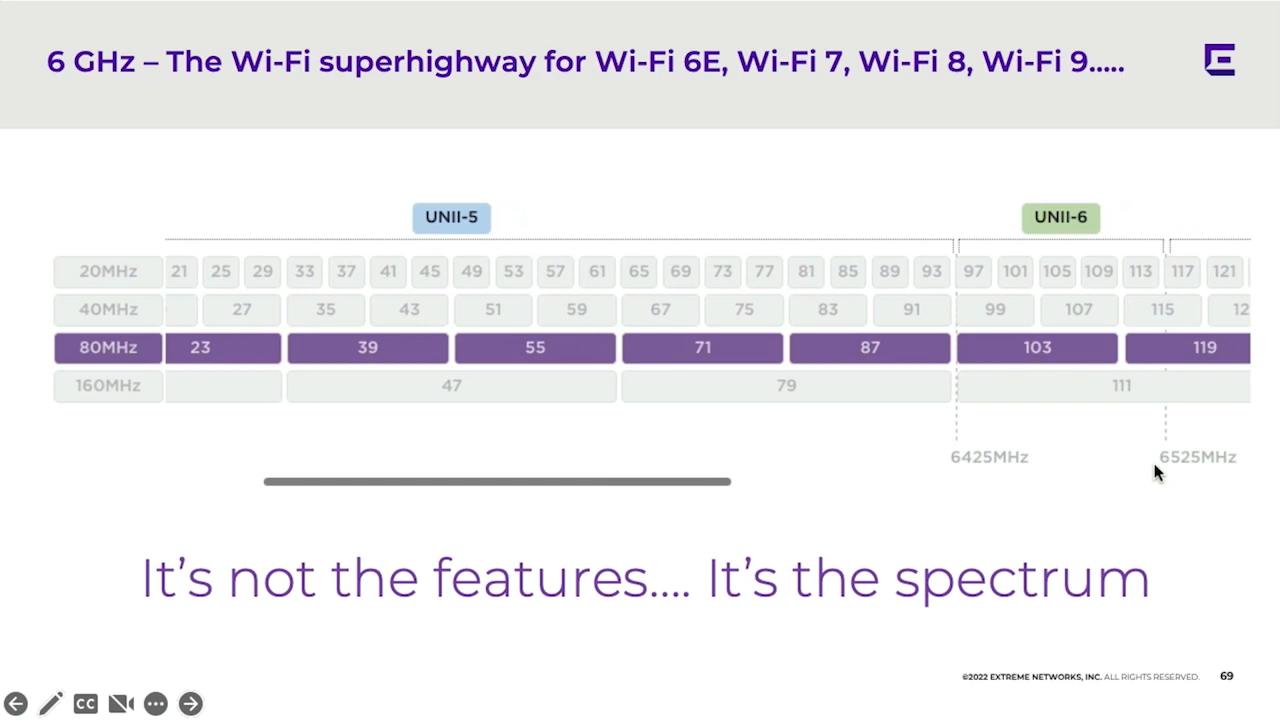 6 GHz – The Wi-Fi superhighway for Wi-Fi 6E, Wi-Fi 7, Wi-Fi 8, Wi-Fi 9.....
UNII-5 UNII-6
20MHz 21 25 29 33 37 41 45 49 53 57 61 65 69 73 77 81 85 89 93 97 101 105 109 113 117 121
40MHz 27 35 43 51 59 67 75 83 91 99 107 115 12
80MHz 23 39 55 71 87 103 119
160MHz 47 79 111
6425MHz 6525MHz
It's not the features.... It's the spectrum
©2022 EXTREME NETWORKS, INC. ALL RIGHTS RESERVED. 69
CC